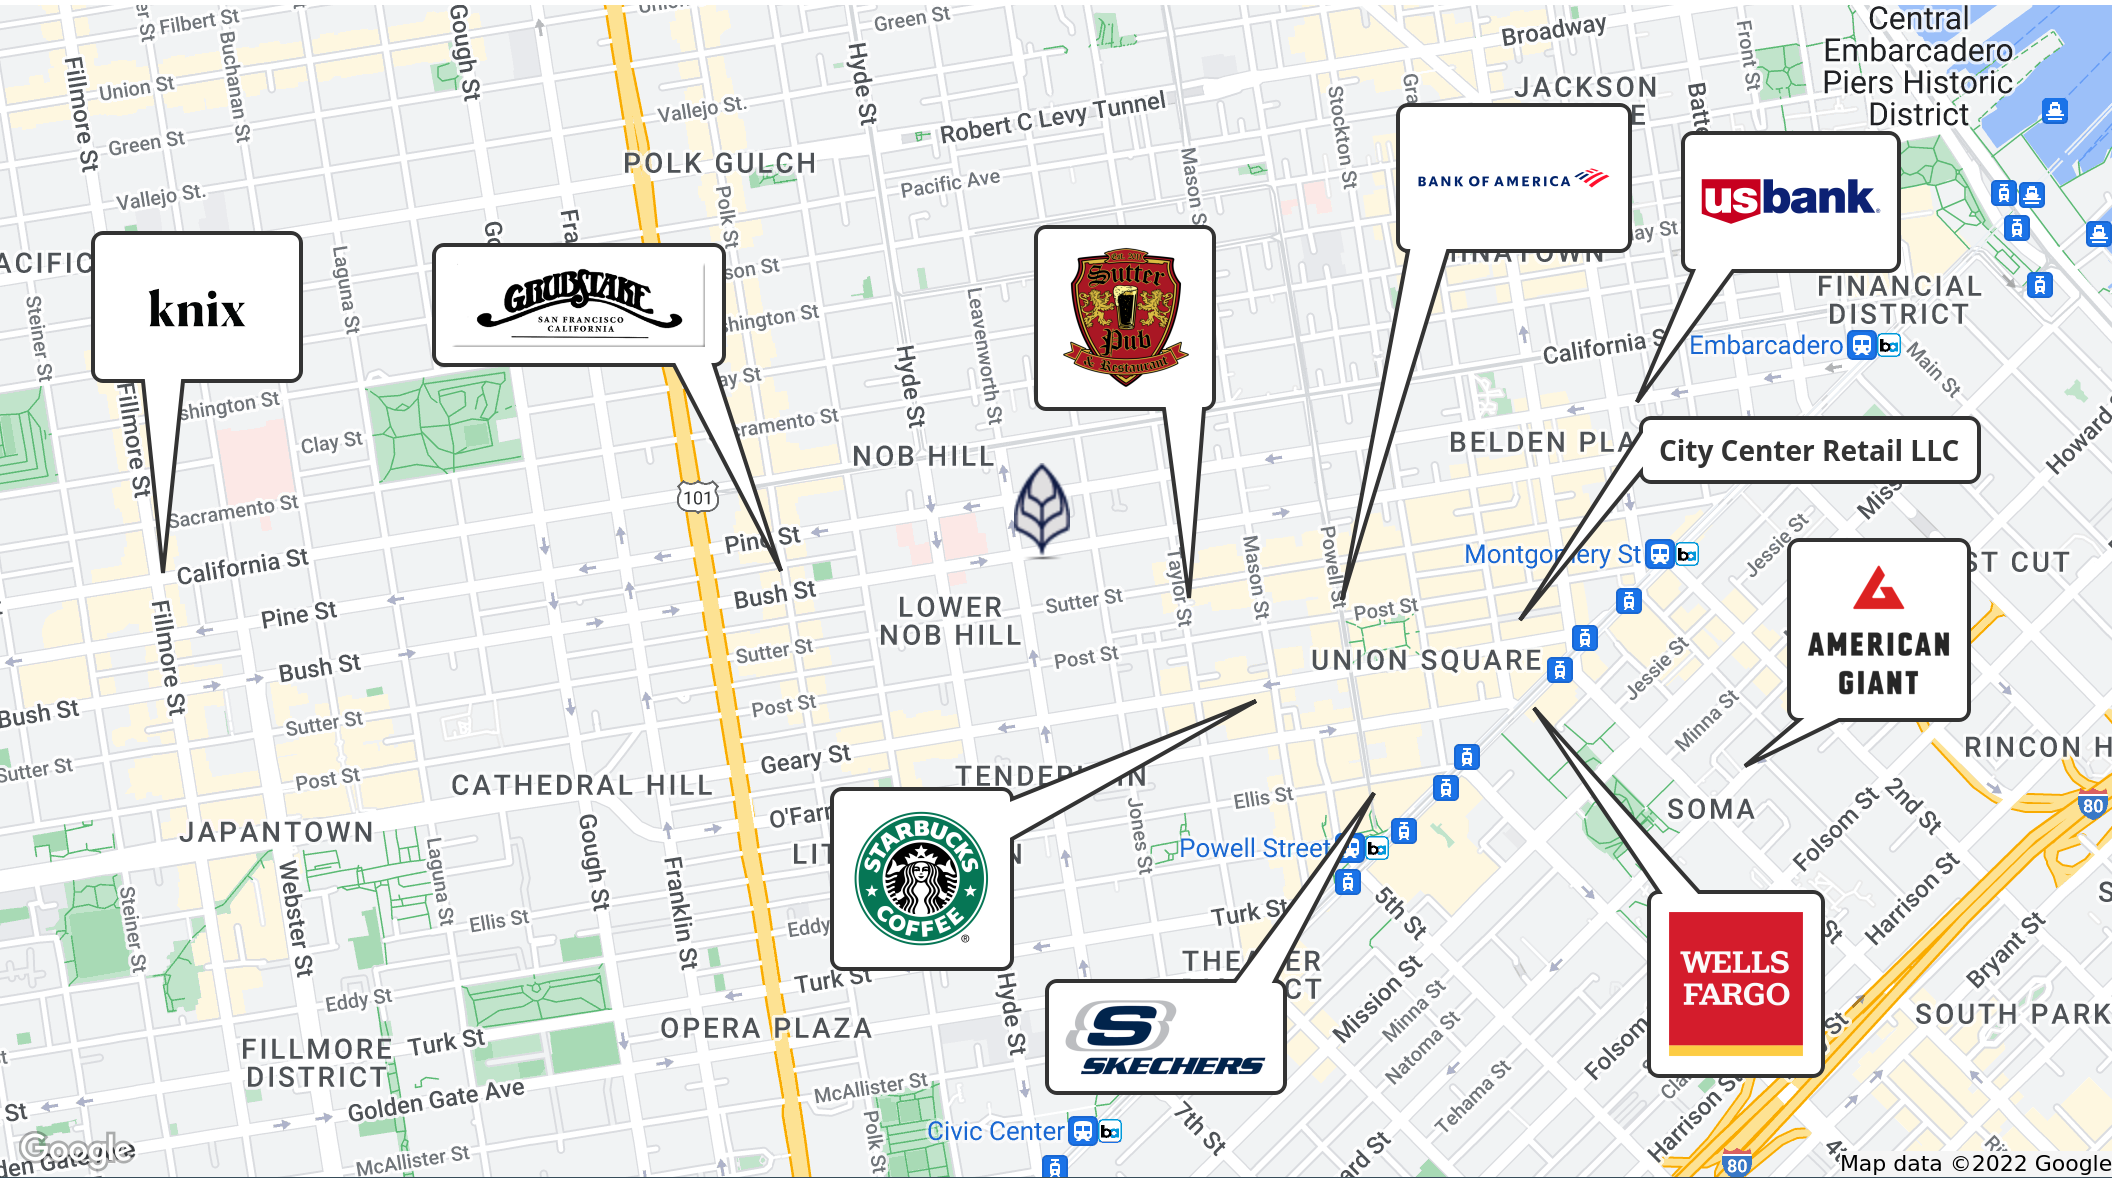 Filbert St
Buchanan St
Gough St
Green St
Broadway
Central
Embarcadero
Piers Historic
District
Front St
Union St
Fillmore St
Hyde St
Vallejo St.
Robert C Levy Tunnel
JACKSON
Stockton St
Green St
POLK GULCH
Pacific Ave
Mason S
BANK OF AMERICA
usbank
Vallejo St.
Polk St
knix
GRUBSTAKE
SAN FRANCISCO
CALIFORNIA
Sutter
Pub
& Restaurant
Laguna St
Steiner St
FINANCIAL
DISTRICT
Leavenworth St
Hyde St
California S
Embarcadero
Main St
Fillmore St
Clay St
NOB HILL
BELDEN PLA
City Center Retail LLC
Howard
101
Sacramento St
Pine St
California St
Bush St
Taylor St
Mason St
Powell St
Montgomery St
Jessie St
Pine St
Fillmore St
LOWER
NOB HILL
Sutter St
Post St
Bush St
Sutter St
Post St
UNION SQUARE
AMERICAN
GIANT
Jessie St
Minna St
Bush St
Sutter St
Post St
Geary St
RINCON H
Sutter St
Post St
CATHEDRAL HILL
Ellis St
SOMA
Folsom St
2nd St
80
JAPANTOWN
Gough St
Laguna St
STARBUCKS
COFFEE
Jones St
Powell Street
Webster St
Steiner St
Franklin St
Ellis St
Eddy
Turk St
5th St
Harrison St
Bryant St
WELLS
FARGO
Eddy St
Turk St
Hyde St
Mission St
Minna St
Natoma St
SOUTH PARK
OPERA PLAZA
SKECHERS
FILLMORE
DISTRICT
Turk St
Golden Gate Ave
McAllister St
Tehama St
Folsom
Harrison St
St
McAllister St
Polk St
Civic Center
7th St
80
Google
Map data ©2022 Google